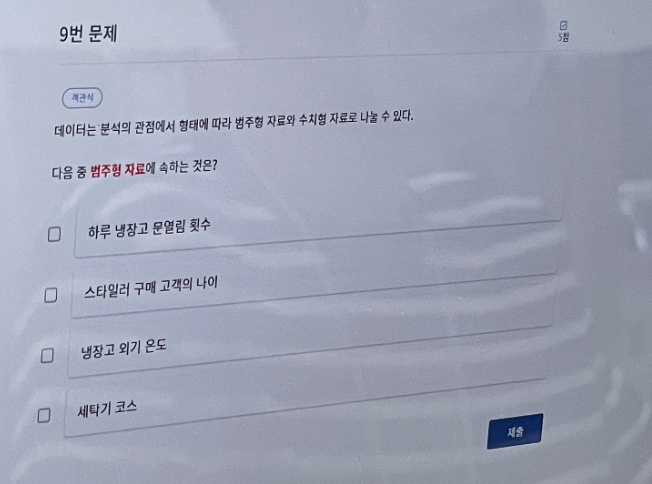 9번 문제
5점
객관식
데이터는 분석의 관점에서 형태에 따라 범주형 자료와 수치형 자료로 나눌 수 있다.
다음 중 범주형 자료에 속하는 것은?
하루 냉장고 문열림 횟수
스타일러 구매 고객의 나이
냉장고 외기 온도
세탁기 코스
제출